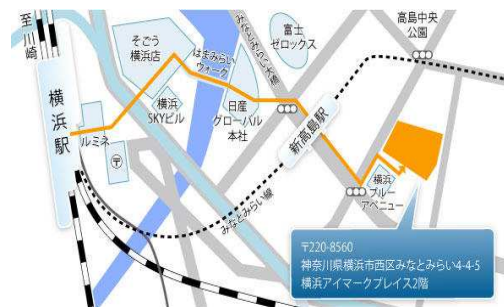 至川崎
横浜駅
そごう
横浜店
はまみらい
ウォーク
横浜
SKYビル
ルミネ
〒
日産
グローバル
本社
みなとみらい大橋
富士
ゼロックス
高島中央
公園
新高島駅
みなとみらい線
横浜
ブルー
アベニュー
〒220-8560
神奈川県横浜市西区みなとみらい4-4-5
横浜アイマークプレイス2階